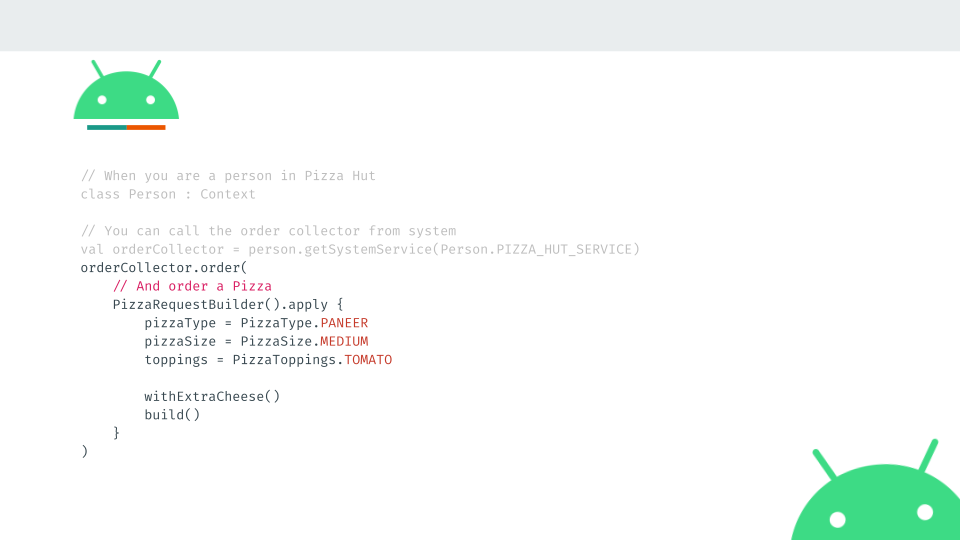 // When you are a person in Pizza Hut
class Person : Context
// You can call the order collector from system
val orderCollector = person.getSystemService(Person.PIZZA_HUT_SERVICE)
orderCollector.order(
// And order a Pizza
PizzaRequestBuilder().apply {
pizzaType = PizzaType.PANEER
pizzaSize = PizzaSize.MEDIUM
toppings = PizzaToppings.TOMATO
withExtraCheese()
build()
}
)